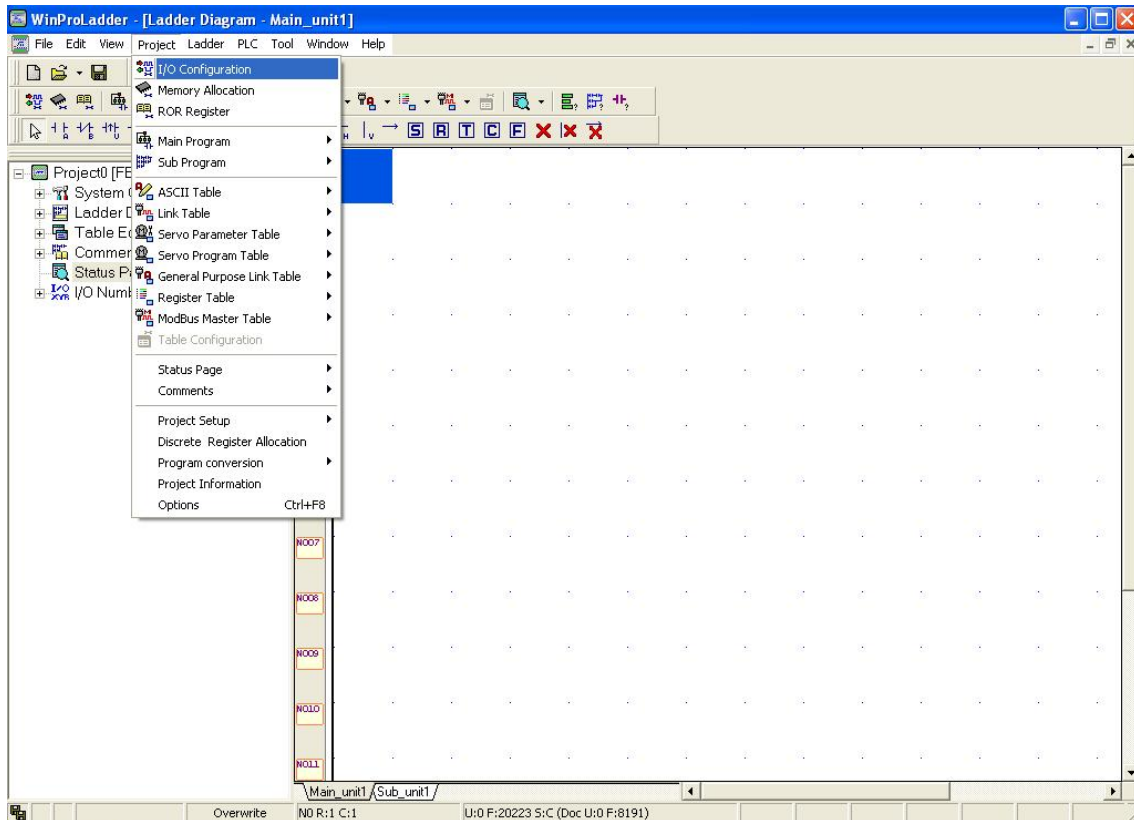 WinProLadder - [Ladder Diagram - Main_unit1]
File Edit View Project Ladder PLC Tool Window Help
I/O Configuration
Memory Allocation
ROR Register
Main Program
Sub Program
ASCII Table
Link Table
Servo Parameter Table
Servo Program Table
General Purpose Link Table
Register Table
ModBus Master Table
Table Configuration
Status Page
Comments
Project Setup
Discrete Register Allocation
Program conversion
Project Information
Options Ctrl+F8
A B U H V S R T C F
Project0 [FE
System
Ladder D
Table Ed
Commer
Status P
I/O Numb
N007
N008
N009
N010
N011
Main_unit1 Sub_unit1
Overwrite N0 R:1 C:1 U:0 F:20223 S:C (Doc U:0 F:8191)